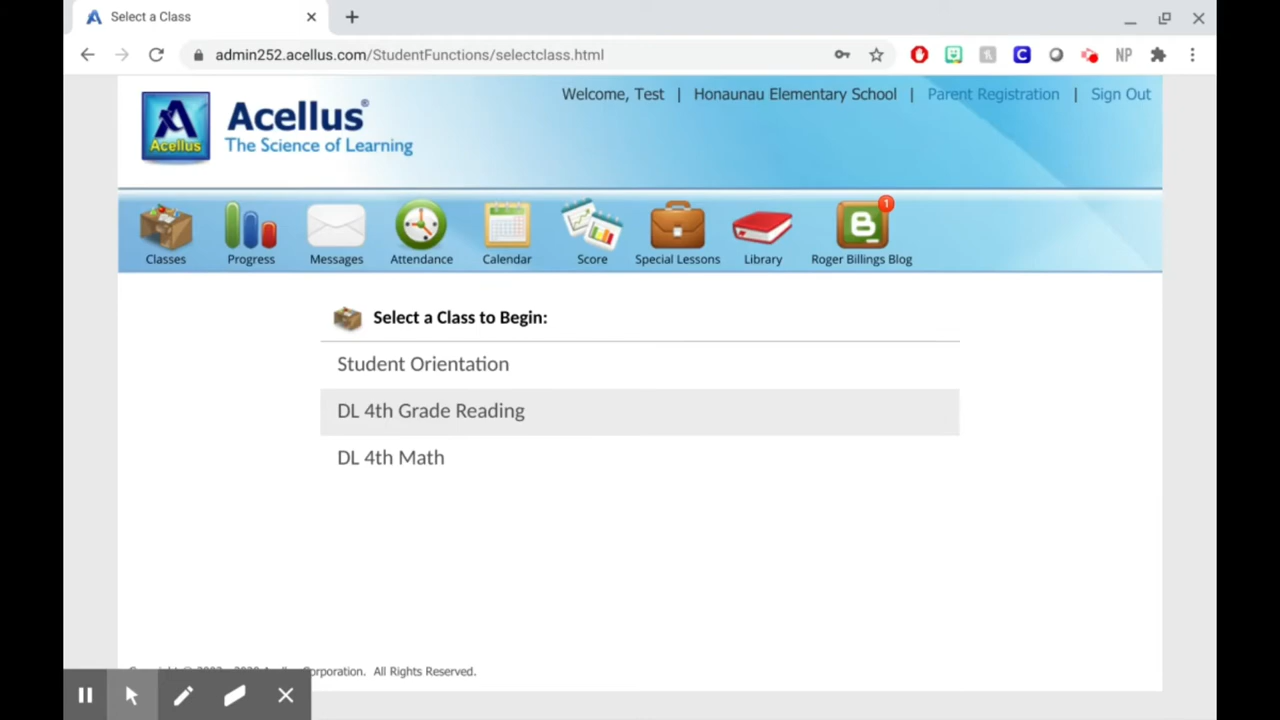 Select a Class
admin252.acellus.com/StudentFunctions/selectclass.html
NP
Welcome, Test | Honaunau Elementary School | Parent Registration | Sign Out
Acellus®
The Science of Learning
Acellus
1
Classes Progress Messages Attendance Calendar Score Special Lessons Library Roger Billings Blog
Select a Class to Begin:
Student Orientation
DL 4th Grade Reading
DL 4th Math
Corporation. All Rights Reserved.